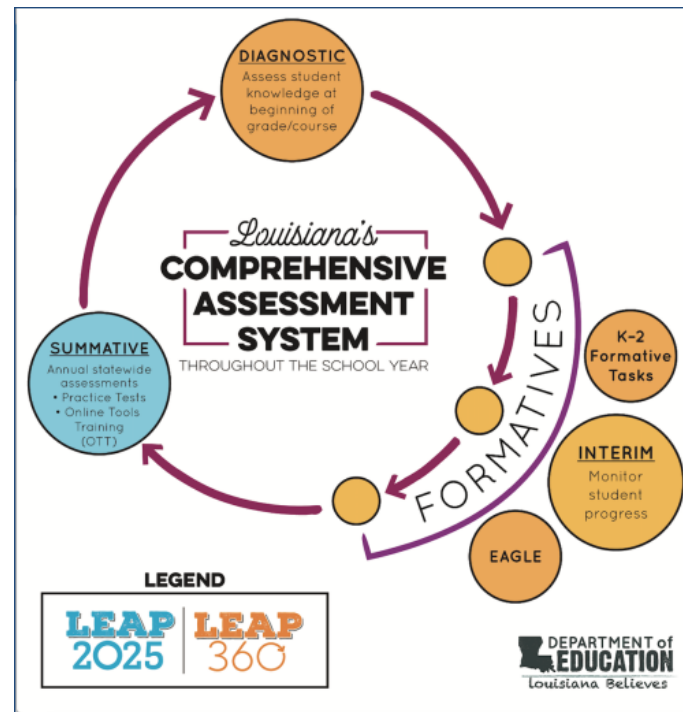 DIAGNOSTIC
Assess student
knowledge at
beginning of
grade/course
Louisiana's
COMPREHENSIVE
ASSESSMENT
SYSTEM
THROUGHOUT THE SCHOOL YEAR
SUMMATIVE
Annual statewide
assessments
• Practice Tests
• Online Tools
Training
(OTT)
FORMATIVES
K–2
Formative
Tasks
INTERIM
Monitor
student
progress
EAGLE
LEGEND
LEAP
2025
LEAP
360
DEPARTMENT of
EDUCATION
Louisiana Believes